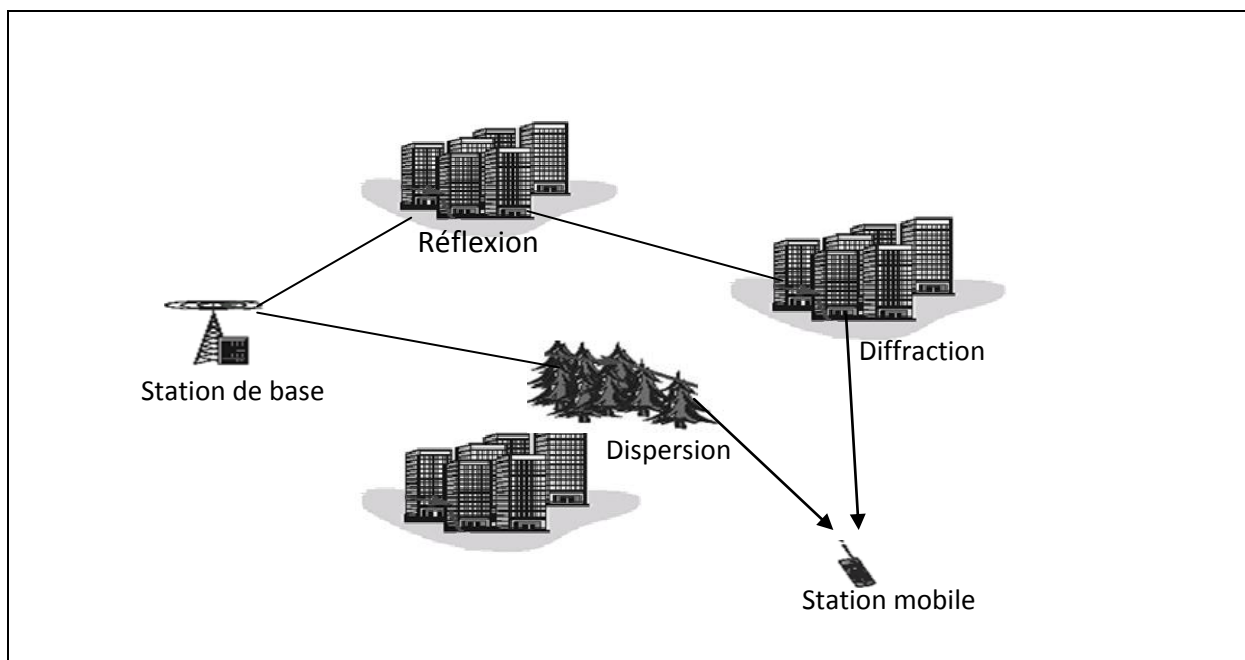 Réflexion
Diffraction
Station de base
Dispersion
Station mobile